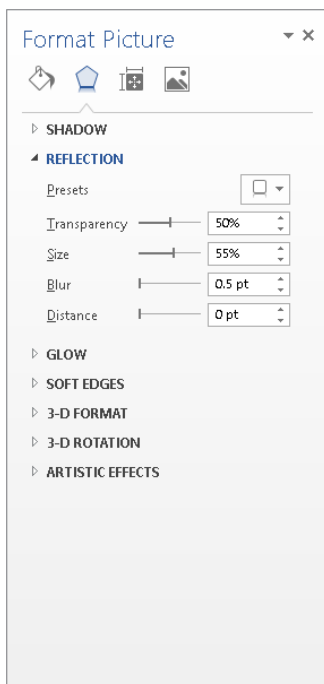 Format Picture
SHADOW
REFLECTION
Presets
Transparency 50%
Size 55%
Blur 0.5 pt
Distance 0 pt
GLOW
SOFT EDGES
3-D FORMAT
3-D ROTATION
ARTISTIC EFFECTS